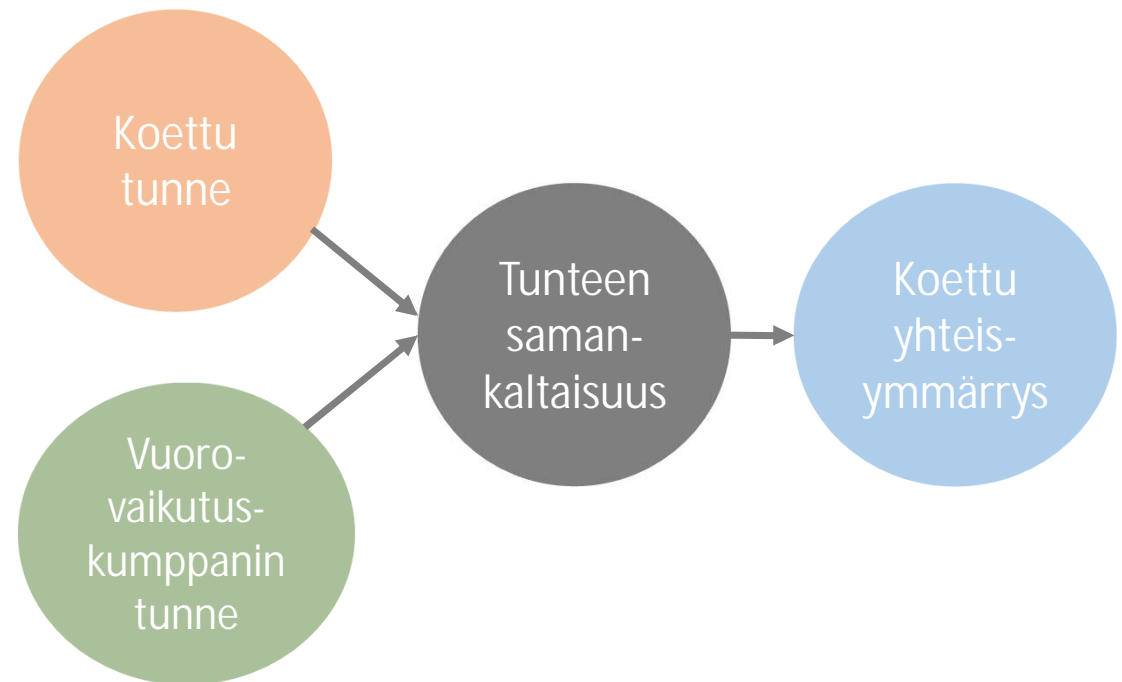 Koettu
tunne
Vuoro-
vaikutus-
kumppanin
tunne
Tunteen
saman-
kaltaisuus
Koettu
yhteis-
ymmärrys